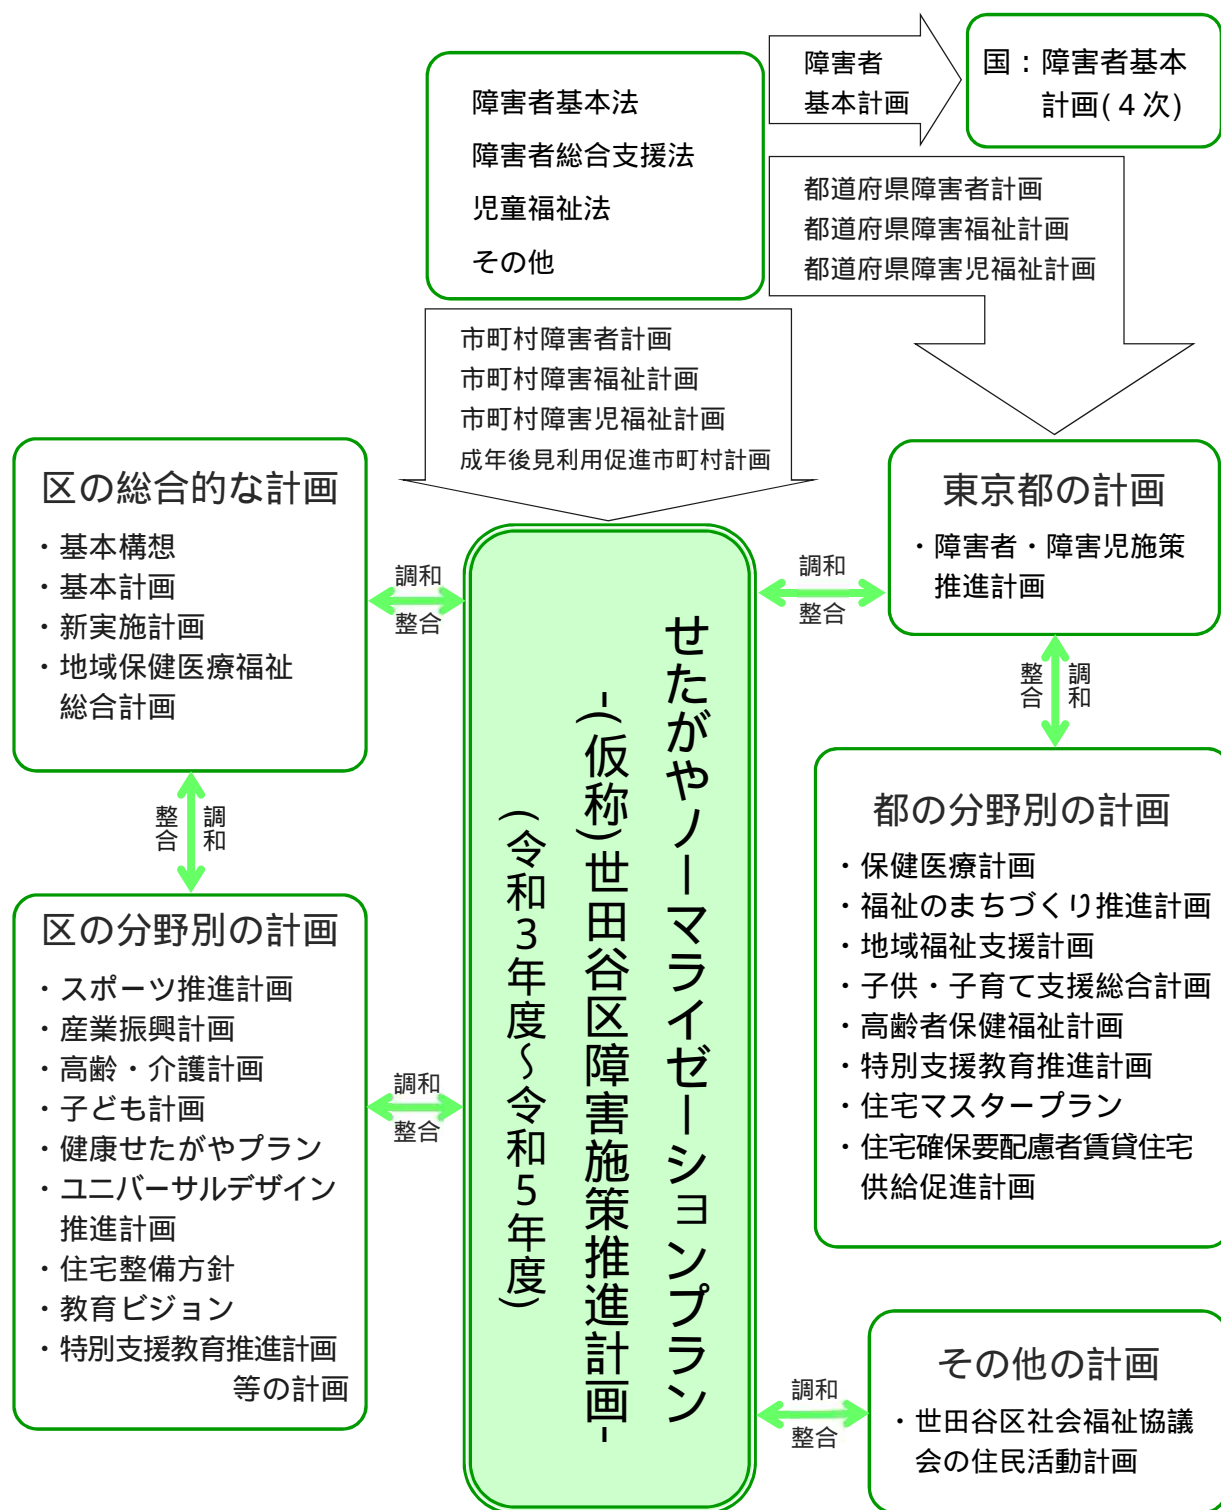 障害者基本法
障害者総合支援法
児童福祉法
その他
障害者
基本計画
国：障害者基本
計画(４次)
都道府県障害者計画
都道府県障害福祉計画
都道府県障害児福祉計画
市町村障害者計画
市町村障害福祉計画
市町村障害児福祉計画
成年後見利用促進市町村計画
区の総合的な計画
・基本構想
・基本計画
・新実施計画
・地域保健医療福祉
総合計画
調和
整合
調和
整合
区の分野別の計画
・スポーツ推進計画
・産業振興計画
・高齢・介護計画
・子ども計画
・健康せたがやプラン
・ユニバーサルデザイン
推進計画
・住宅整備方針
・教育ビジョン
・特別支援教育推進計画
等の計画
調和
整合
せたがやノーマライゼーションプラン
-(仮称)世田谷区障害施策推進計画-
(令和３年度～令和５年度)
調和
整合
東京都の計画
・障害者・障害児施策
推進計画
調和
整合
都の分野別の計画
・保健医療計画
・福祉のまちづくり推進計画
・地域福祉支援計画
・子供・子育て支援総合計画
・高齢者保健福祉計画
・特別支援教育推進計画
・住宅マスタープラン
・住宅確保要配慮者賃貸住宅
供給促進計画
調和
整合
その他の計画
・世田谷区社会福祉協議
会の住民活動計画